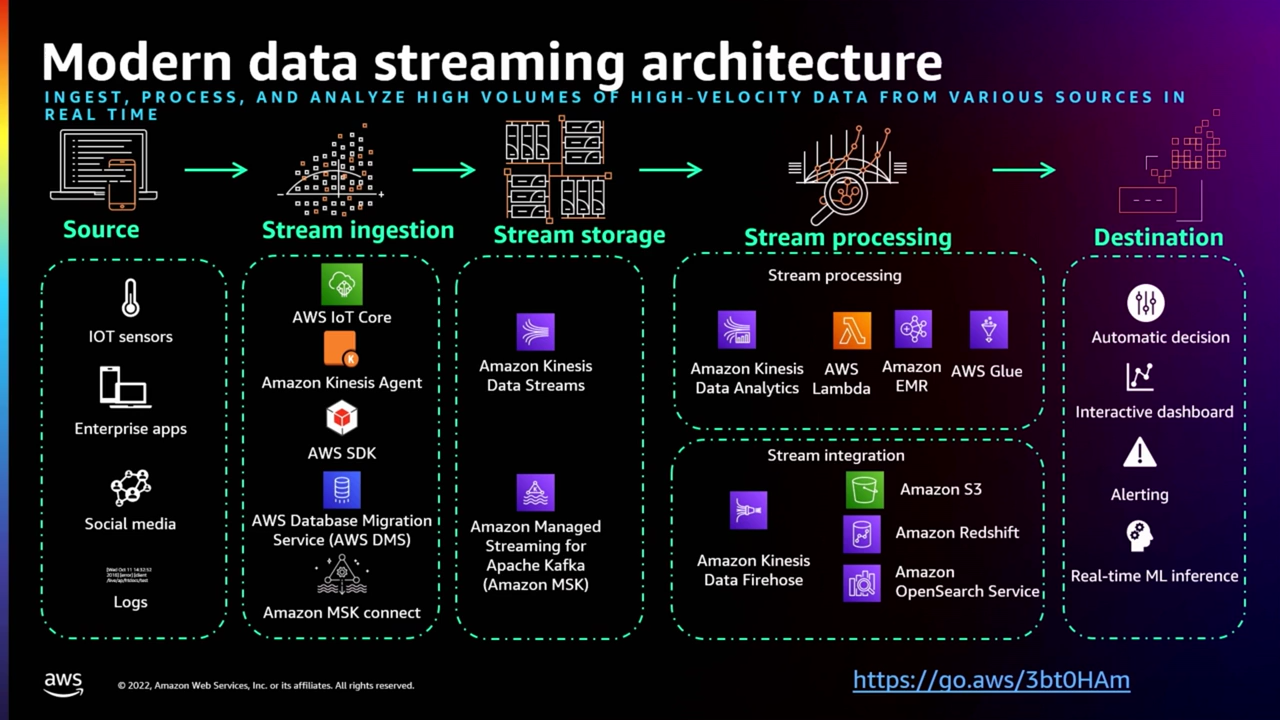 Modern data streaming architecture
INGEST, PROCESS, AND ANALYZE HIGH VOLUMES OF HIGH-VELOCITY DATA FROM VARIOUS SOURCES IN
REAL TIME
Source
IOT sensors
Enterprise apps
Social media
[Wed Oct 11 14:32:52
Logs
Stream ingestion
AWS IoT Core
K
Amazon Kinesis Agent
AWS SDK
AWS Database Migration
Service (AWS DMS)
Amazon MSK connect
Stream storage
Amazon Kinesis
Data Streams
Amazon Managed
Streaming for
Apache Kafka
(Amazon MSK)
Stream processing
Stream processing
Amazon Kinesis
Data Analytics
AWS
Lambda
Amazon
EMR
AWS Glue
Stream integration
Amazon Kinesis
Data Firehose
Amazon S3
Amazon Redshift
Amazon
OpenSearch Service
Destination
Automatic decision
Interactive dashboard
Alerting
Real-time ML inference
aws
© 2022, Amazon Web Services, Inc. or its affiliates. All rights reserved.
https://go.aws/3bt0HAm